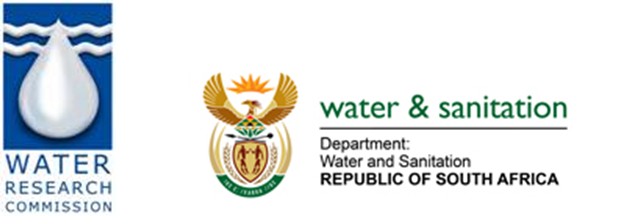 WATER
RESEARCH
COMMISSION
water & sanitation
Department:
Water and Sanitation
REPUBLIC OF SOUTH AFRICA